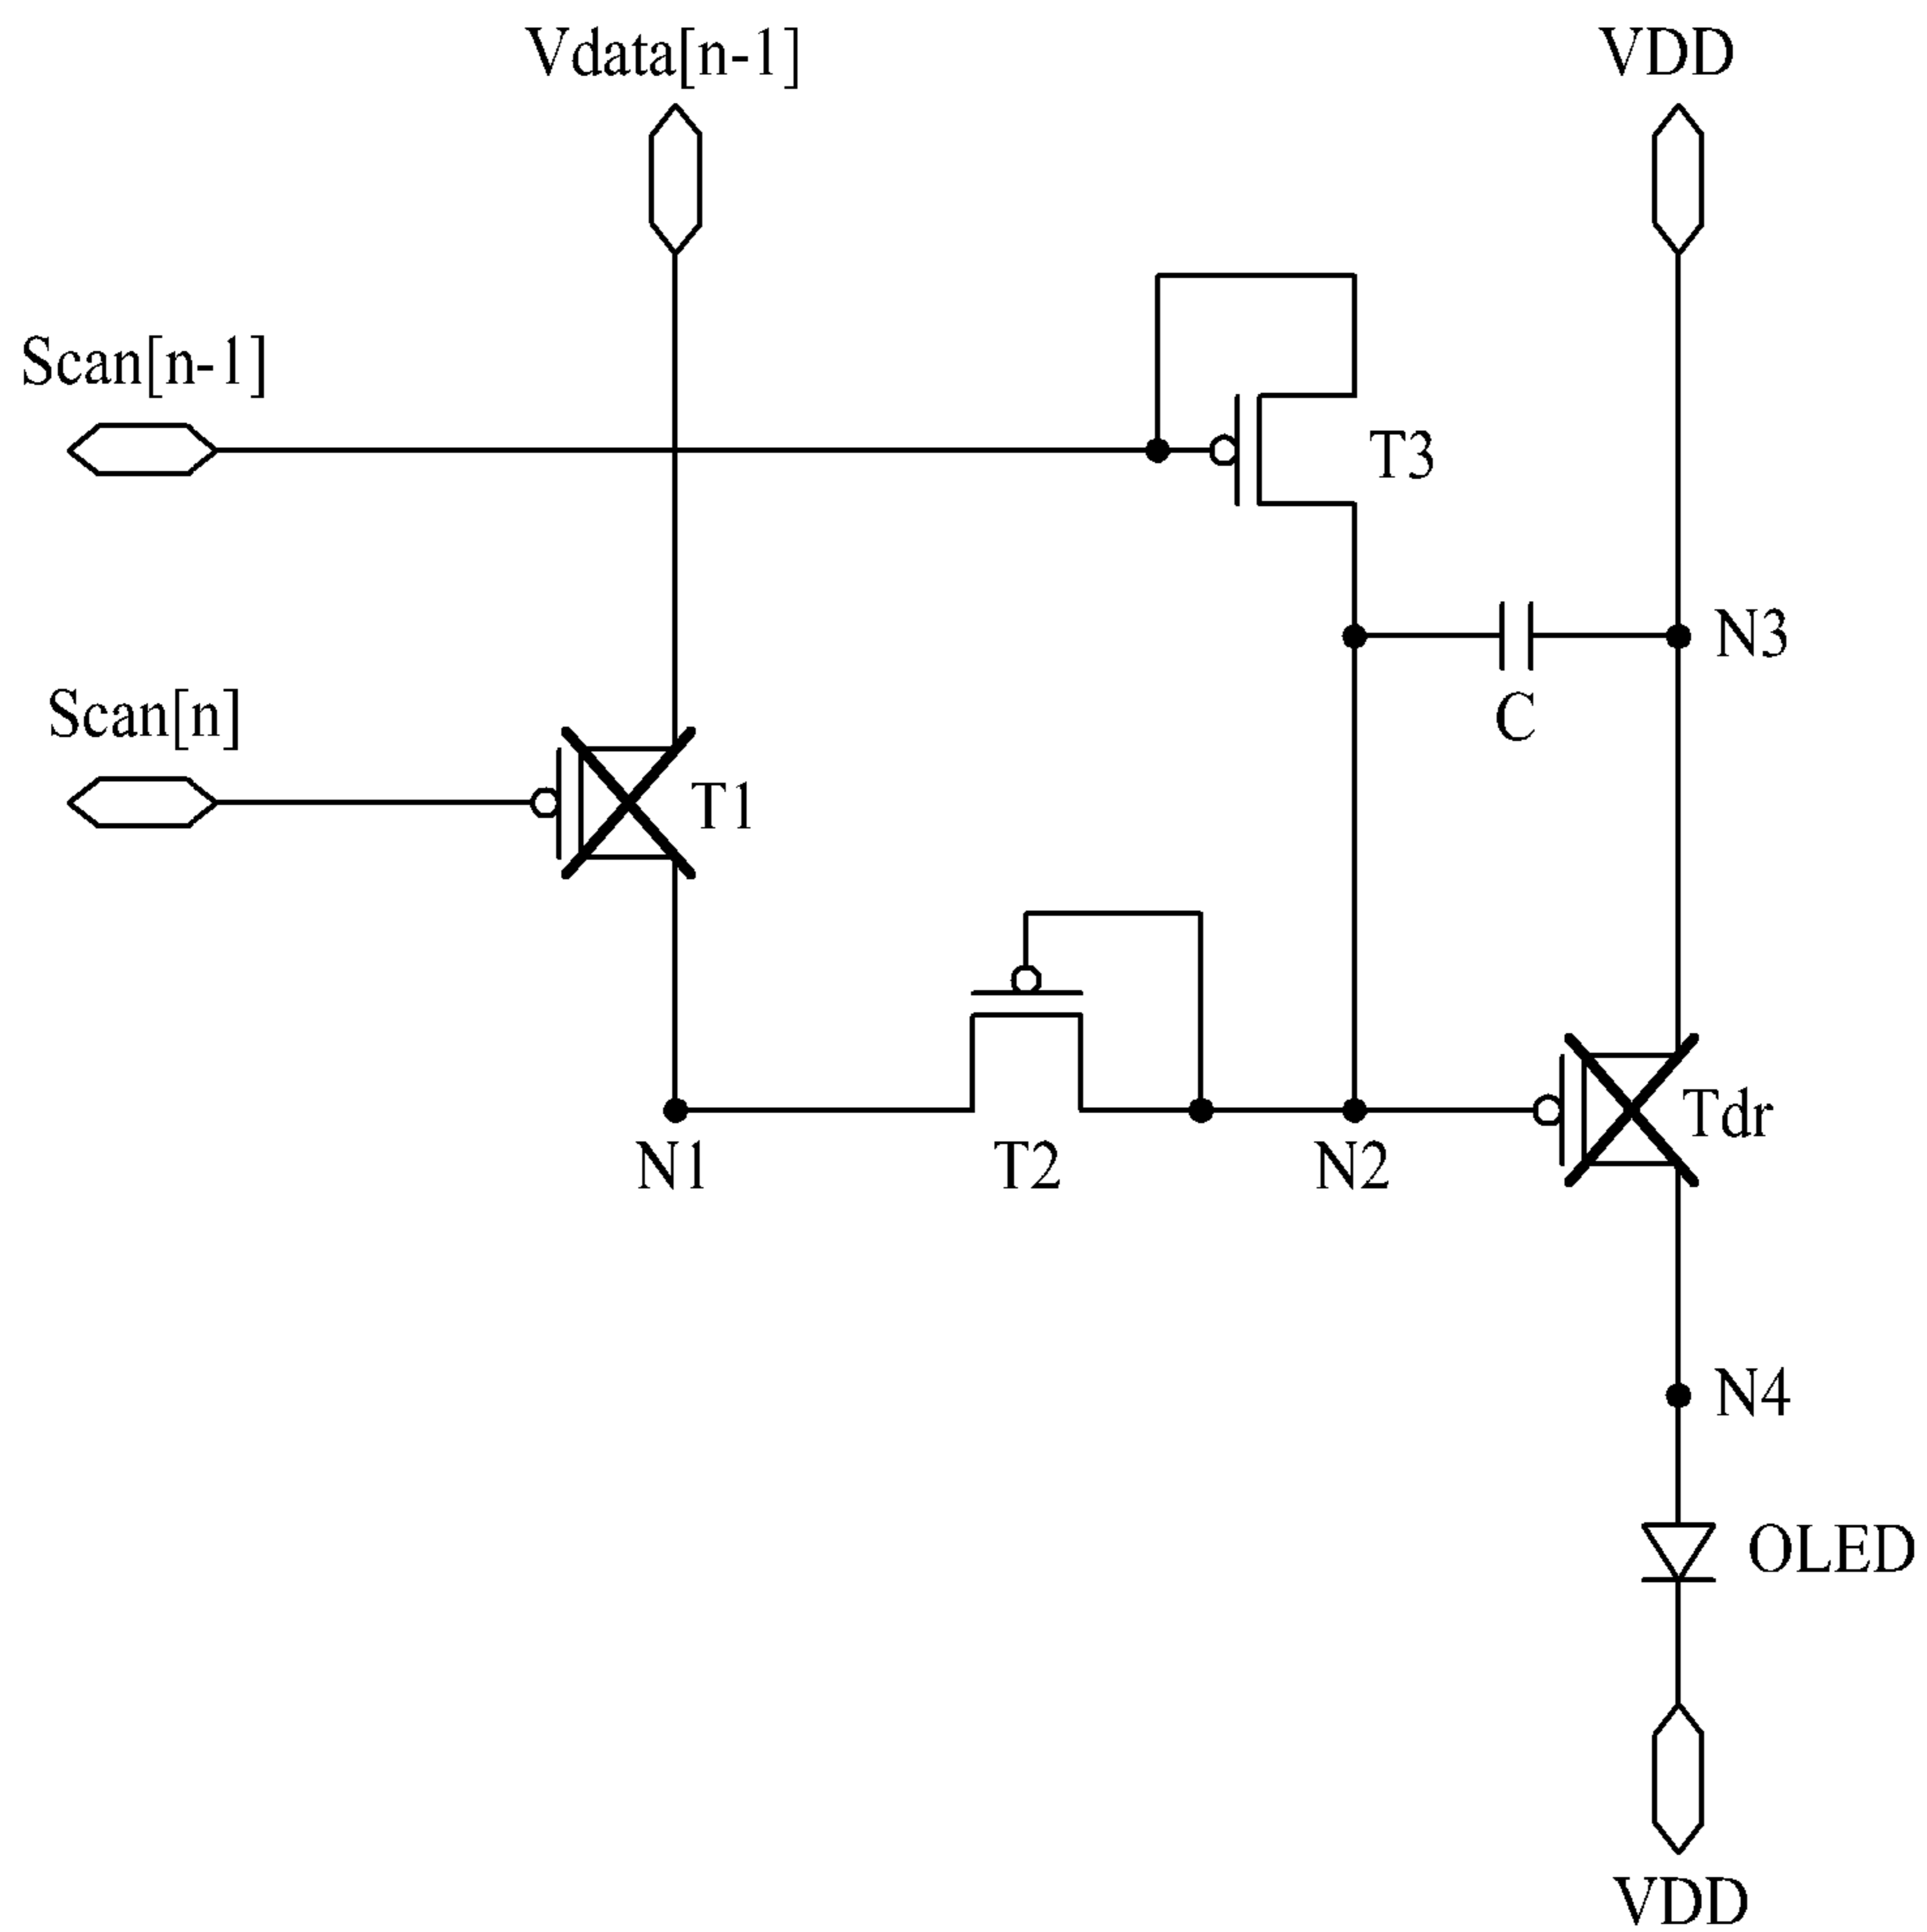 Vdata[n-1]
VDD
Scan[n-1]
T3
N3
Scan[n]
C
T1
Tdr
N1
T2
N2
N4
OLED
VDD